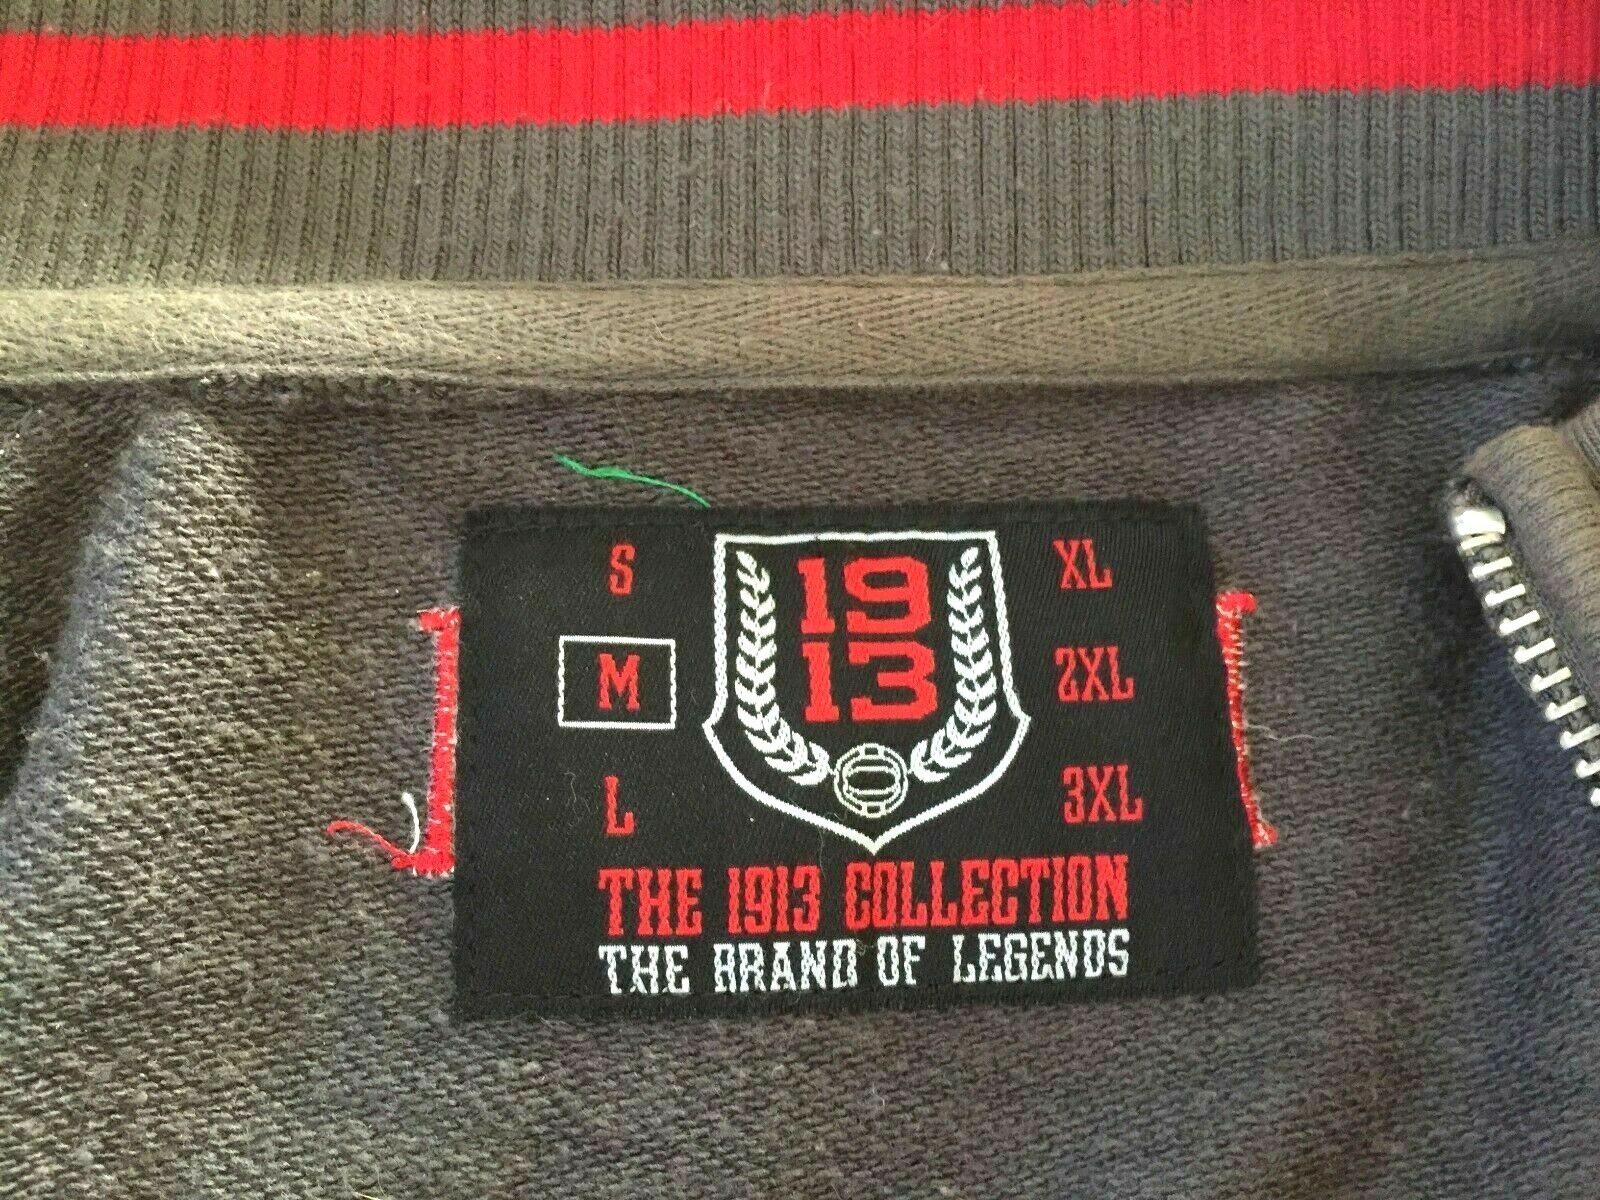 S
M
L
19
13
XL
2XL
3XL
THE 1913 COLLECTION
THE BRAND OF LEGENDS